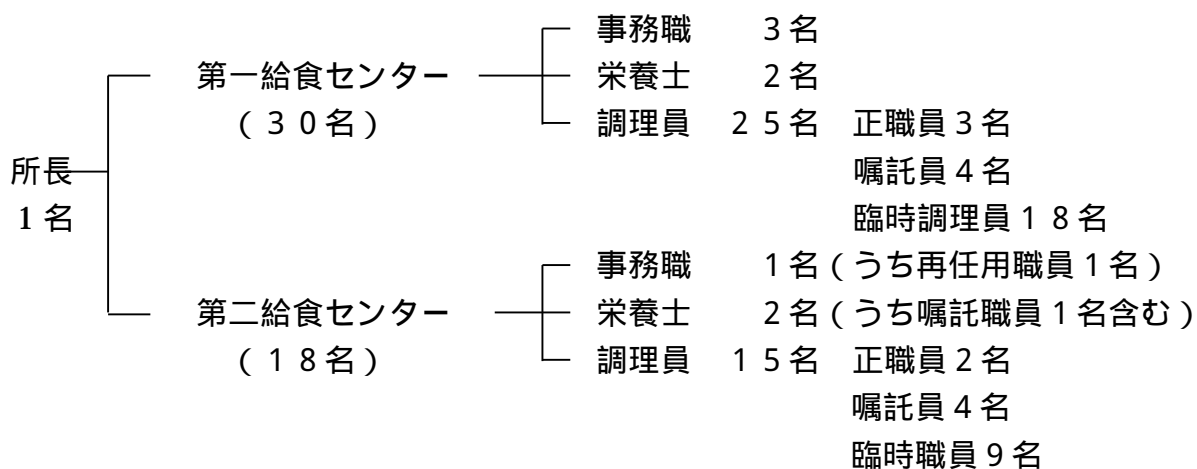 事務職 3名
第一給食センター 栄養士 2名
(30名) 調理員 25名 正職員3名
所長 嘱託員4名
1名 臨時調理員18名
事務職 1名(うち再任用職員1名)
第二給食センター 栄養士 2名(うち嘱託職員1名含む)
(18名) 調理員 15名 正職員2名
嘱託員4名
臨時職員9名